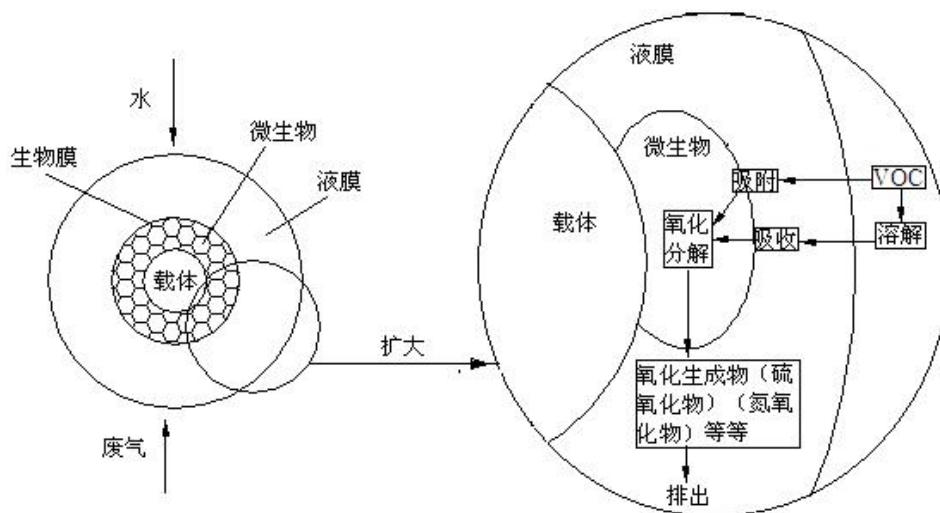 水
微生物
生物膜
液膜
载体
废气
扩大
液膜
微生物
载体
吸附
VOC
氧化
分解
吸收
溶解
氧化生成物（硫
氧化物）（氮氧
化物）等等
排出